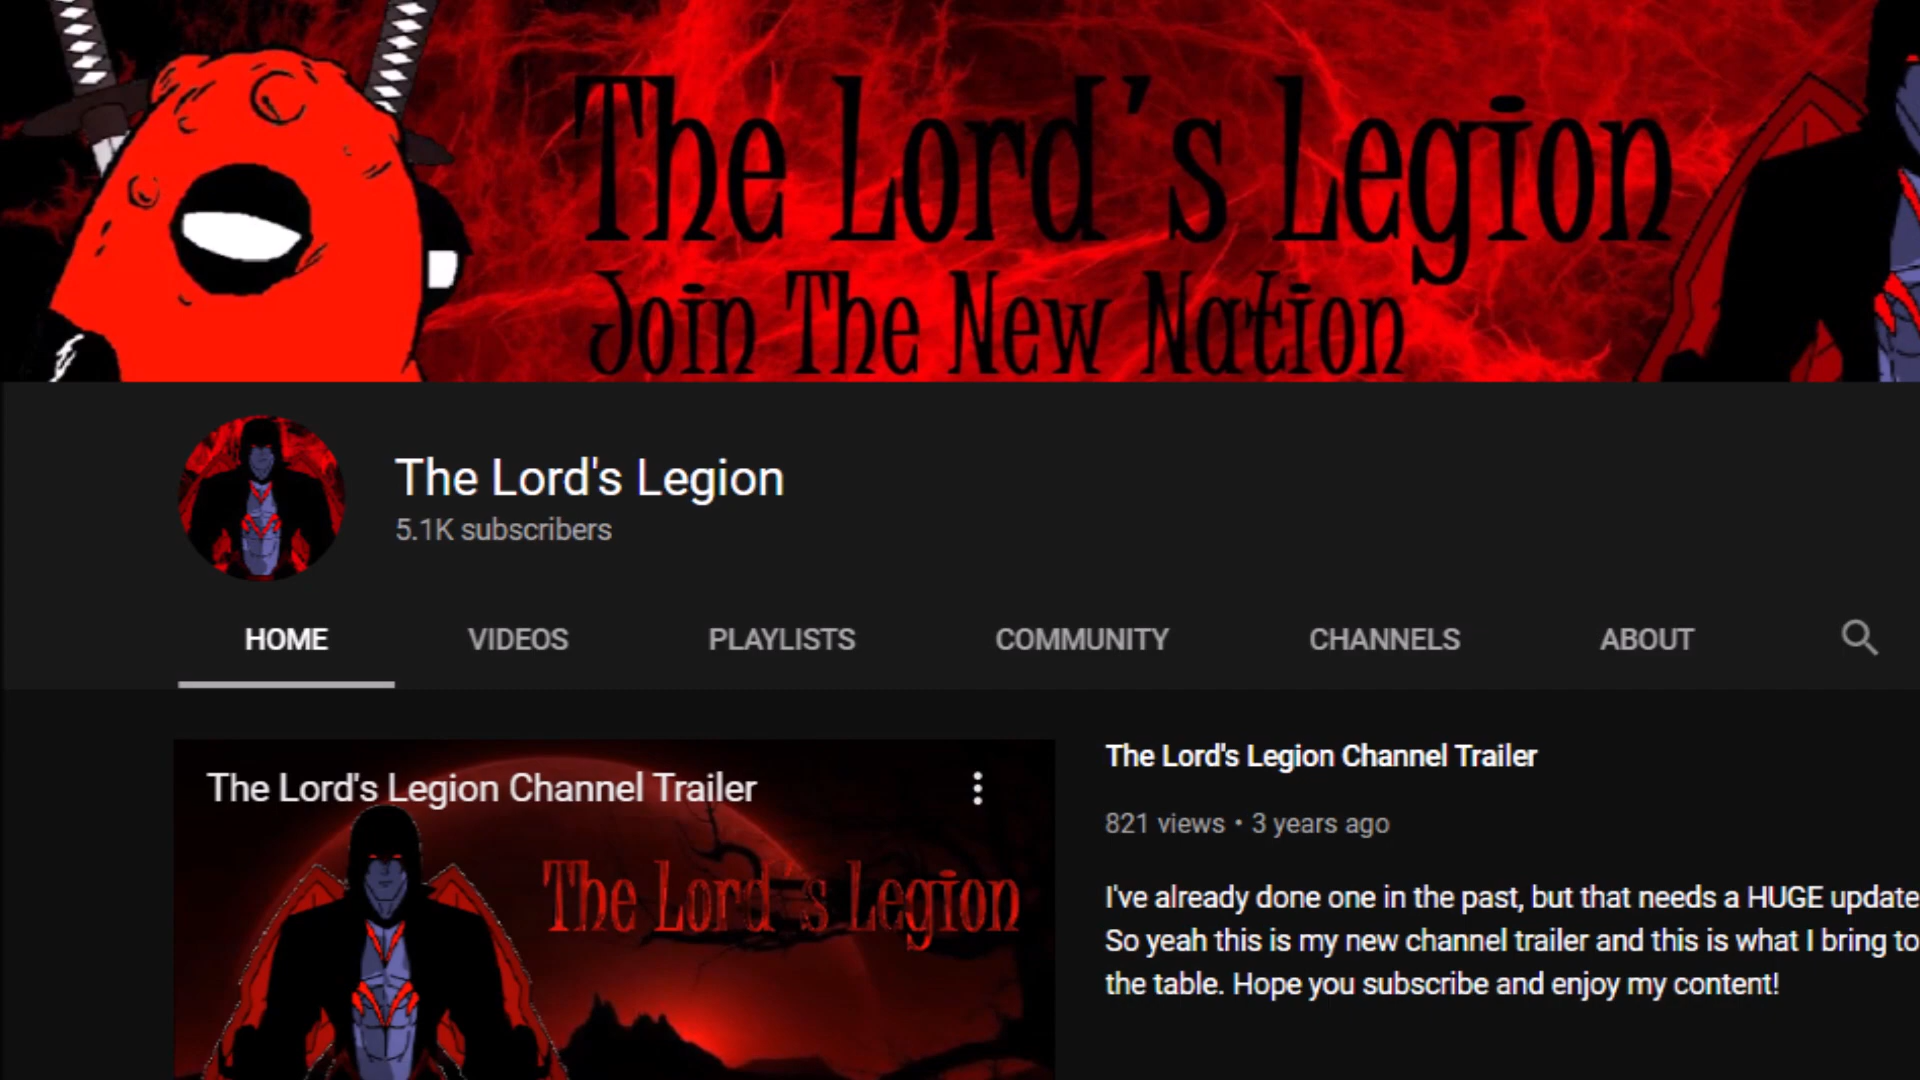 The Lord's Legion
Join The New Nation
The Lord's Legion
5.1K subscribers
HOME VIDEOS PLAYLISTS COMMUNITY CHANNELS ABOUT
The Lord's Legion Channel Trailer
The Lord's Legion
The Lord's Legion Channel Trailer
821 views • 3 years ago
I've already done one in the past, but that needs a HUGE update
So yeah this is my new channel trailer and this is what I bring to
the table. Hope you subscribe and enjoy my content!